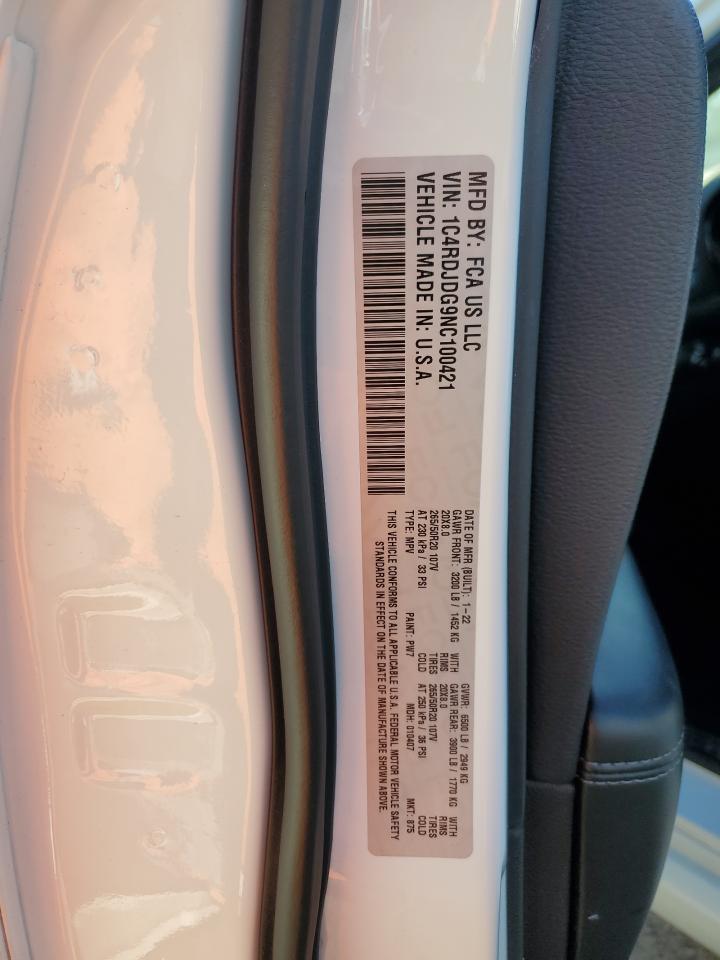 MFD BY: FCA US LLC
VIN: 1C4RDJDG9NC100421
VEHICLE MADE IN: U.S.A.
DATE OF MFR (BUILT): 1-22 GVWR: 6500 LB / 2949 KG
GAWR FRONT: 3200 LB / 1452 KG WITH GAWR REAR: 3900 LB / 1770 KG WITH
20X8.0 RIMS 20X8.0 RIMS
265/50R20 107V TIRES 265/50R20 107V TIRES
AT 230 kPa / 33 PSI COLD AT 250 kPa / 36 PSI COLD
TYPE: MPV PAINT: PW7 MDH: 010407 MKT: 875
THIS VEHICLE CONFORMS TO ALL APPLICABLE U.S.A. FEDERAL MOTOR VEHICLE SAFETY
STANDARDS IN EFFECT ON THE DATE OF MANUFACTURE SHOWN ABOVE.